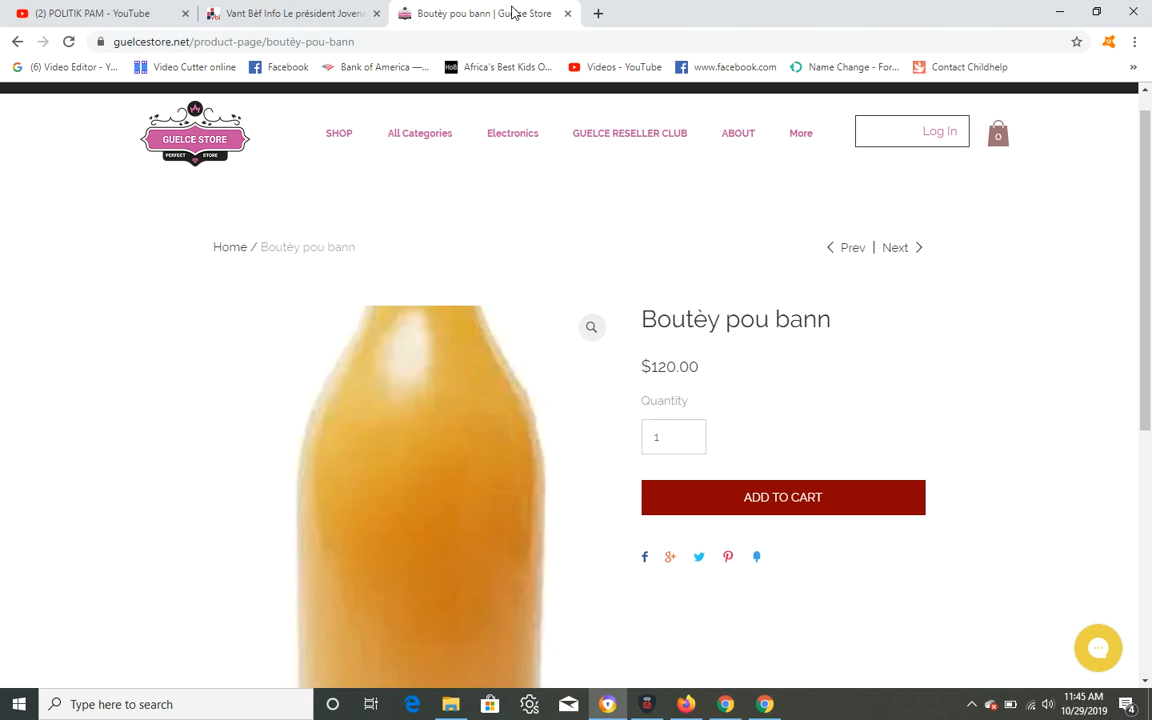 (2) POLITIK PAM - YouTube
Vant Bèf Info Le président Jovene
Boutèy pou bann | Guelce Store
guelcestore.net/product-page/boutèy-pou-bann
(6) Video Editor - Y...
Video Cutter online
Facebook
Bank of America —...
HoB
Africa's Best Kids O...
Videos - YouTube
www.facebook.com
Name Change - For...
Contact Childhelp
»
GUELCE STORE
PERFECT STORE
SHOP
All Categories
Electronics
GUELCE RESELLER CLUB
ABOUT
More
Log In
0
Home / Boutèy pou bann
Prev | Next
Boutèy pou bann
$120.00
Quantity
1
ADD TO CART
Type here to search
11:45 AM
10/29/2019
4